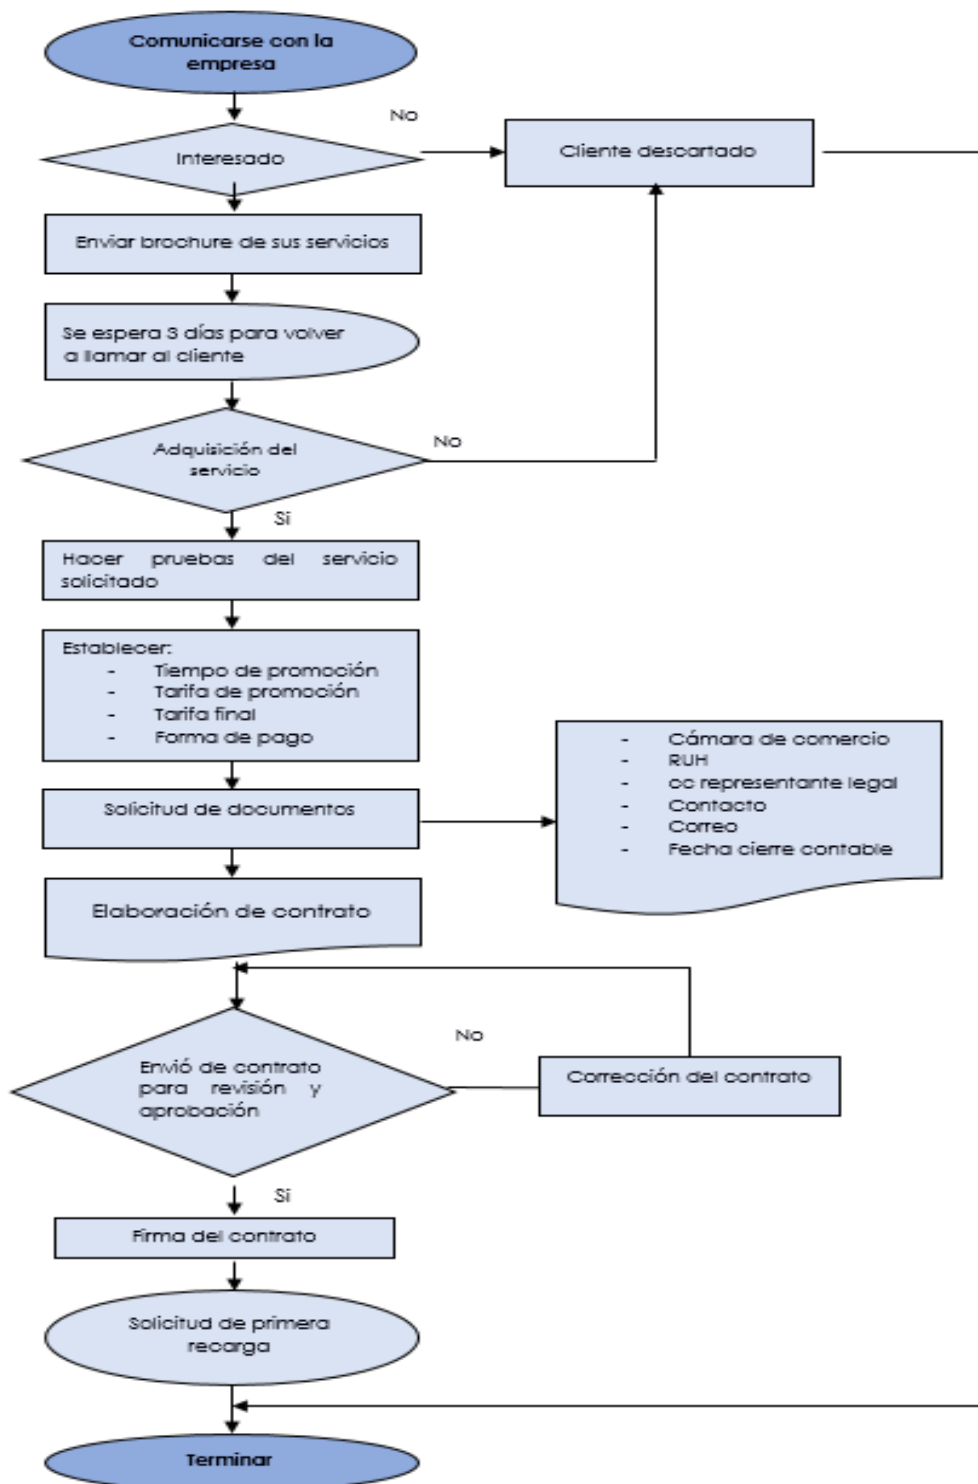 Comunicarse con la
empresa
No
Interesado
Cliente descartado
Enviar brochure de sus servicios
Se espera 3 días para volver
a llamar al cliente
Adquisición del
servicio
No
Si
Hacer pruebas del servicio
solicitado
Establecer:
- Tiempo de promoción
- Tarifa de promoción
- Tarifa final
- Forma de pago
Solicitud de documentos
- Cámara de comercio
- RUH
- cc representante legal
- Contacto
- Correo
- Fecha cierre contable
Elaboración de contrato
No
Envió de contrato
para revisión y
aprobación
Corrección del contrato
Si
Firma del contrato
Solicitud de primera
recarga
Terminar